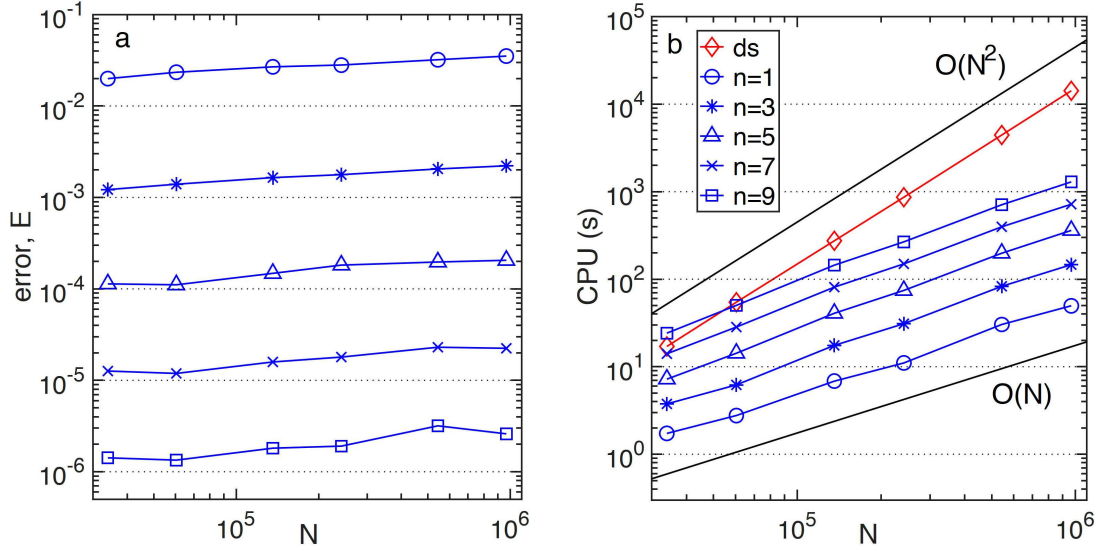 a
error, E
10^-1
10^-2
10^-3
10^-4
10^-5
10^-6
10^5
10^6
N
b
ds
n=1
n=3
n=5
n=7
n=9
O(N^2)
O(N)
CPU (s)
10^5
10^4
10^3
10^2
10^1
10^0
10^5
10^6
N